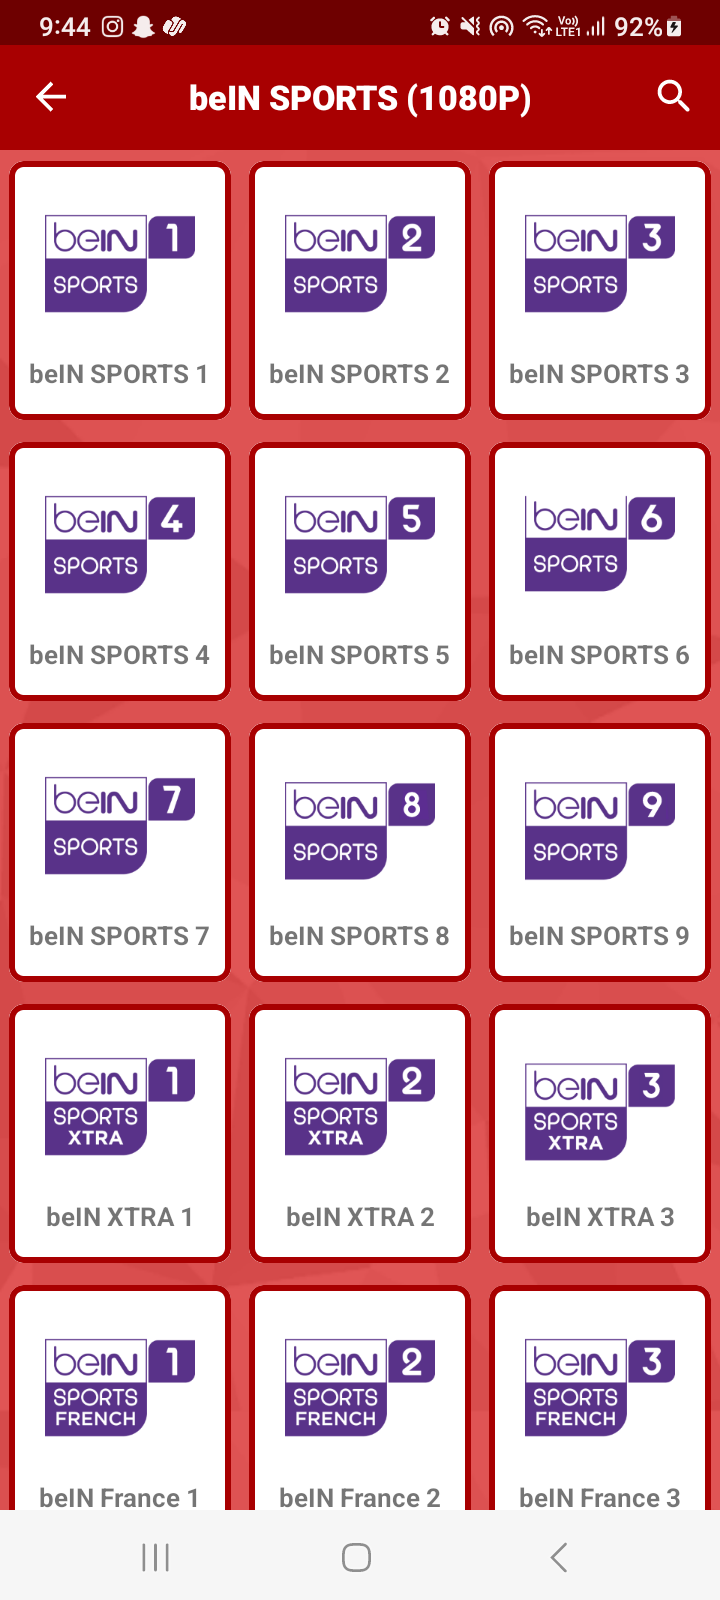 9:44 Vo)) LTE1 92%
beIN SPORTS (1080P)
beIN 1 beIN 2 beIN 3
SPORTS SPORTS SPORTS
beIN SPORTS 1 beIN SPORTS 2 beIN SPORTS 3
beIN 4 beIN 5 beIN 6
SPORTS SPORTS SPORTS
beIN SPORTS 4 beIN SPORTS 5 beIN SPORTS 6
beIN 7 beIN 8 beIN 9
SPORTS SPORTS SPORTS
beIN SPORTS 7 beIN SPORTS 8 beIN SPORTS 9
beIN 1 beIN 2 beIN 3
SPORTS SPORTS SPORTS
XTRA XTRA XTRA
beIN XTRA 1 beIN XTRA 2 beIN XTRA 3
beIN 1 beIN 2 beIN 3
SPORTS SPORTS SPORTS
FRENCH FRENCH FRENCH
beIN France 1 beIN France 2 beIN France 3